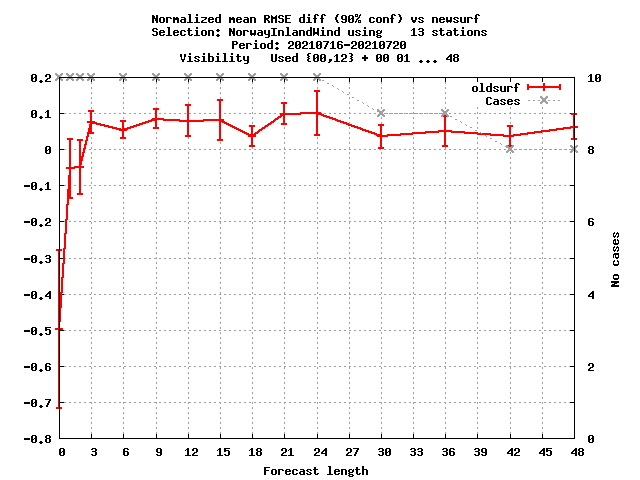 Normalized mean RMSE diff (90% conf) vs newsurf
Selection: NorwayInlandWind using    13 stations
Period: 20210716-20210720
Visibility   Used {00,12} + 00 01 ... 48
oldsurf
Cases
0.2
0.1
0
-0.1
-0.2
-0.3
-0.4
-0.5
-0.6
-0.7
-0.8
10
8
6
4
2
0
No cases
0 3 6 9 12 15 18 21 24 27 30 33 36 39 42 45 48
Forecast length